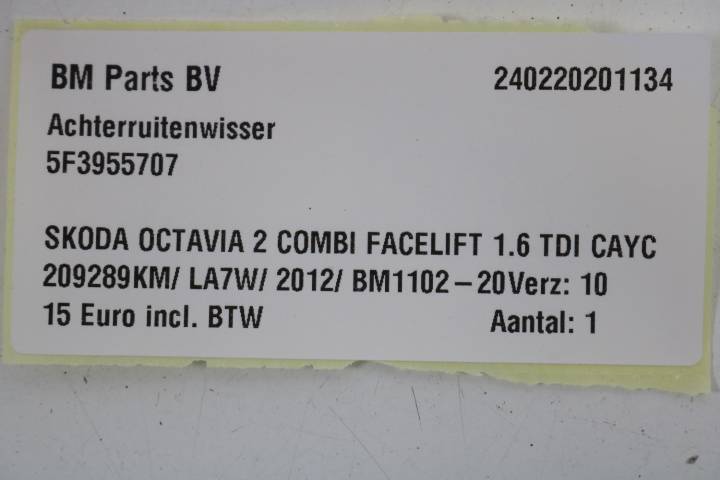 BM Parts BV 240220201134
Achterruitenwisser
5F3955707
SKODA OCTAVIA 2 COMBI FACELIFT 1.6 TDI CAYC
209289KM/ LA7W/ 2012/ BM1102-20Verz: 10
15 Euro incl. BTW Aantal: 1